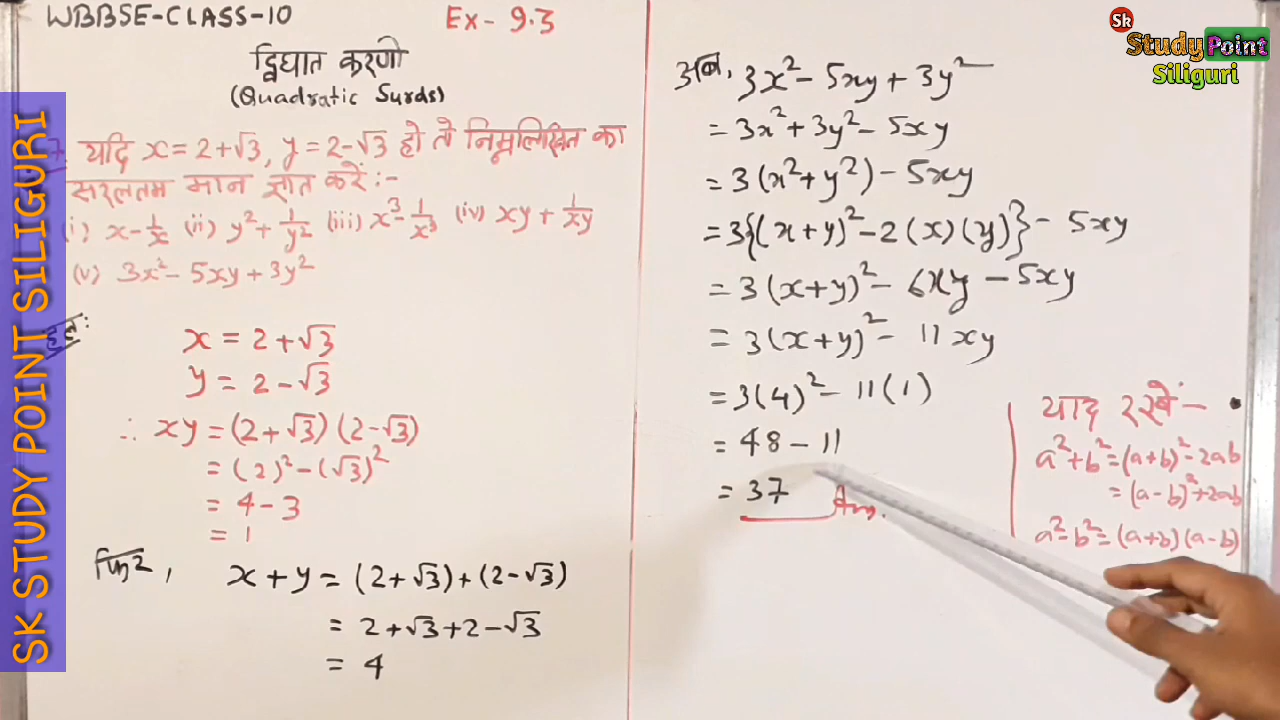 WBBSE-CLASS-10
Ex - 9.3
द्विघात करणी
(Quadratic Surds)
7. यदि x = 2+√3, y = 2-√3 हो तो निम्नलिखित का
सरलतम मान ज्ञात करें :-
(i) x - 1/x (ii) y² + 1/y² (iii) x³ - 1/x³ (iv) xy + 1/xy
(v) 3x² - 5xy + 3y²
हल:
x = 2 + √3
y = 2 - √3
∴ xy = (2 + √3) (2 - √3)
= (2)² - (√3)²
= 4 - 3
= 1
फिर,
x + y = (2 + √3) + (2 - √3)
= 2 + √3 + 2 - √3
= 4
अब, 3x² - 5xy + 3y²
= 3x² + 3y² - 5xy
= 3(x² + y²) - 5xy
= 3{(x + y)² - 2(x)(y)} - 5xy
= 3(x+y)² - 6xy - 5xy
= 3(x+y)² - 11xy
= 3(4)² - 11(1)
= 48 - 11
= 37 Ans.
याद रखें -
a² + b² = (a+b)² - 2ab
= (a-b)² + 2ab
a² - b² = (a+b) (a-b)
Sk
Study Point
Siliguri
SK STUDY POINT SILIGURI